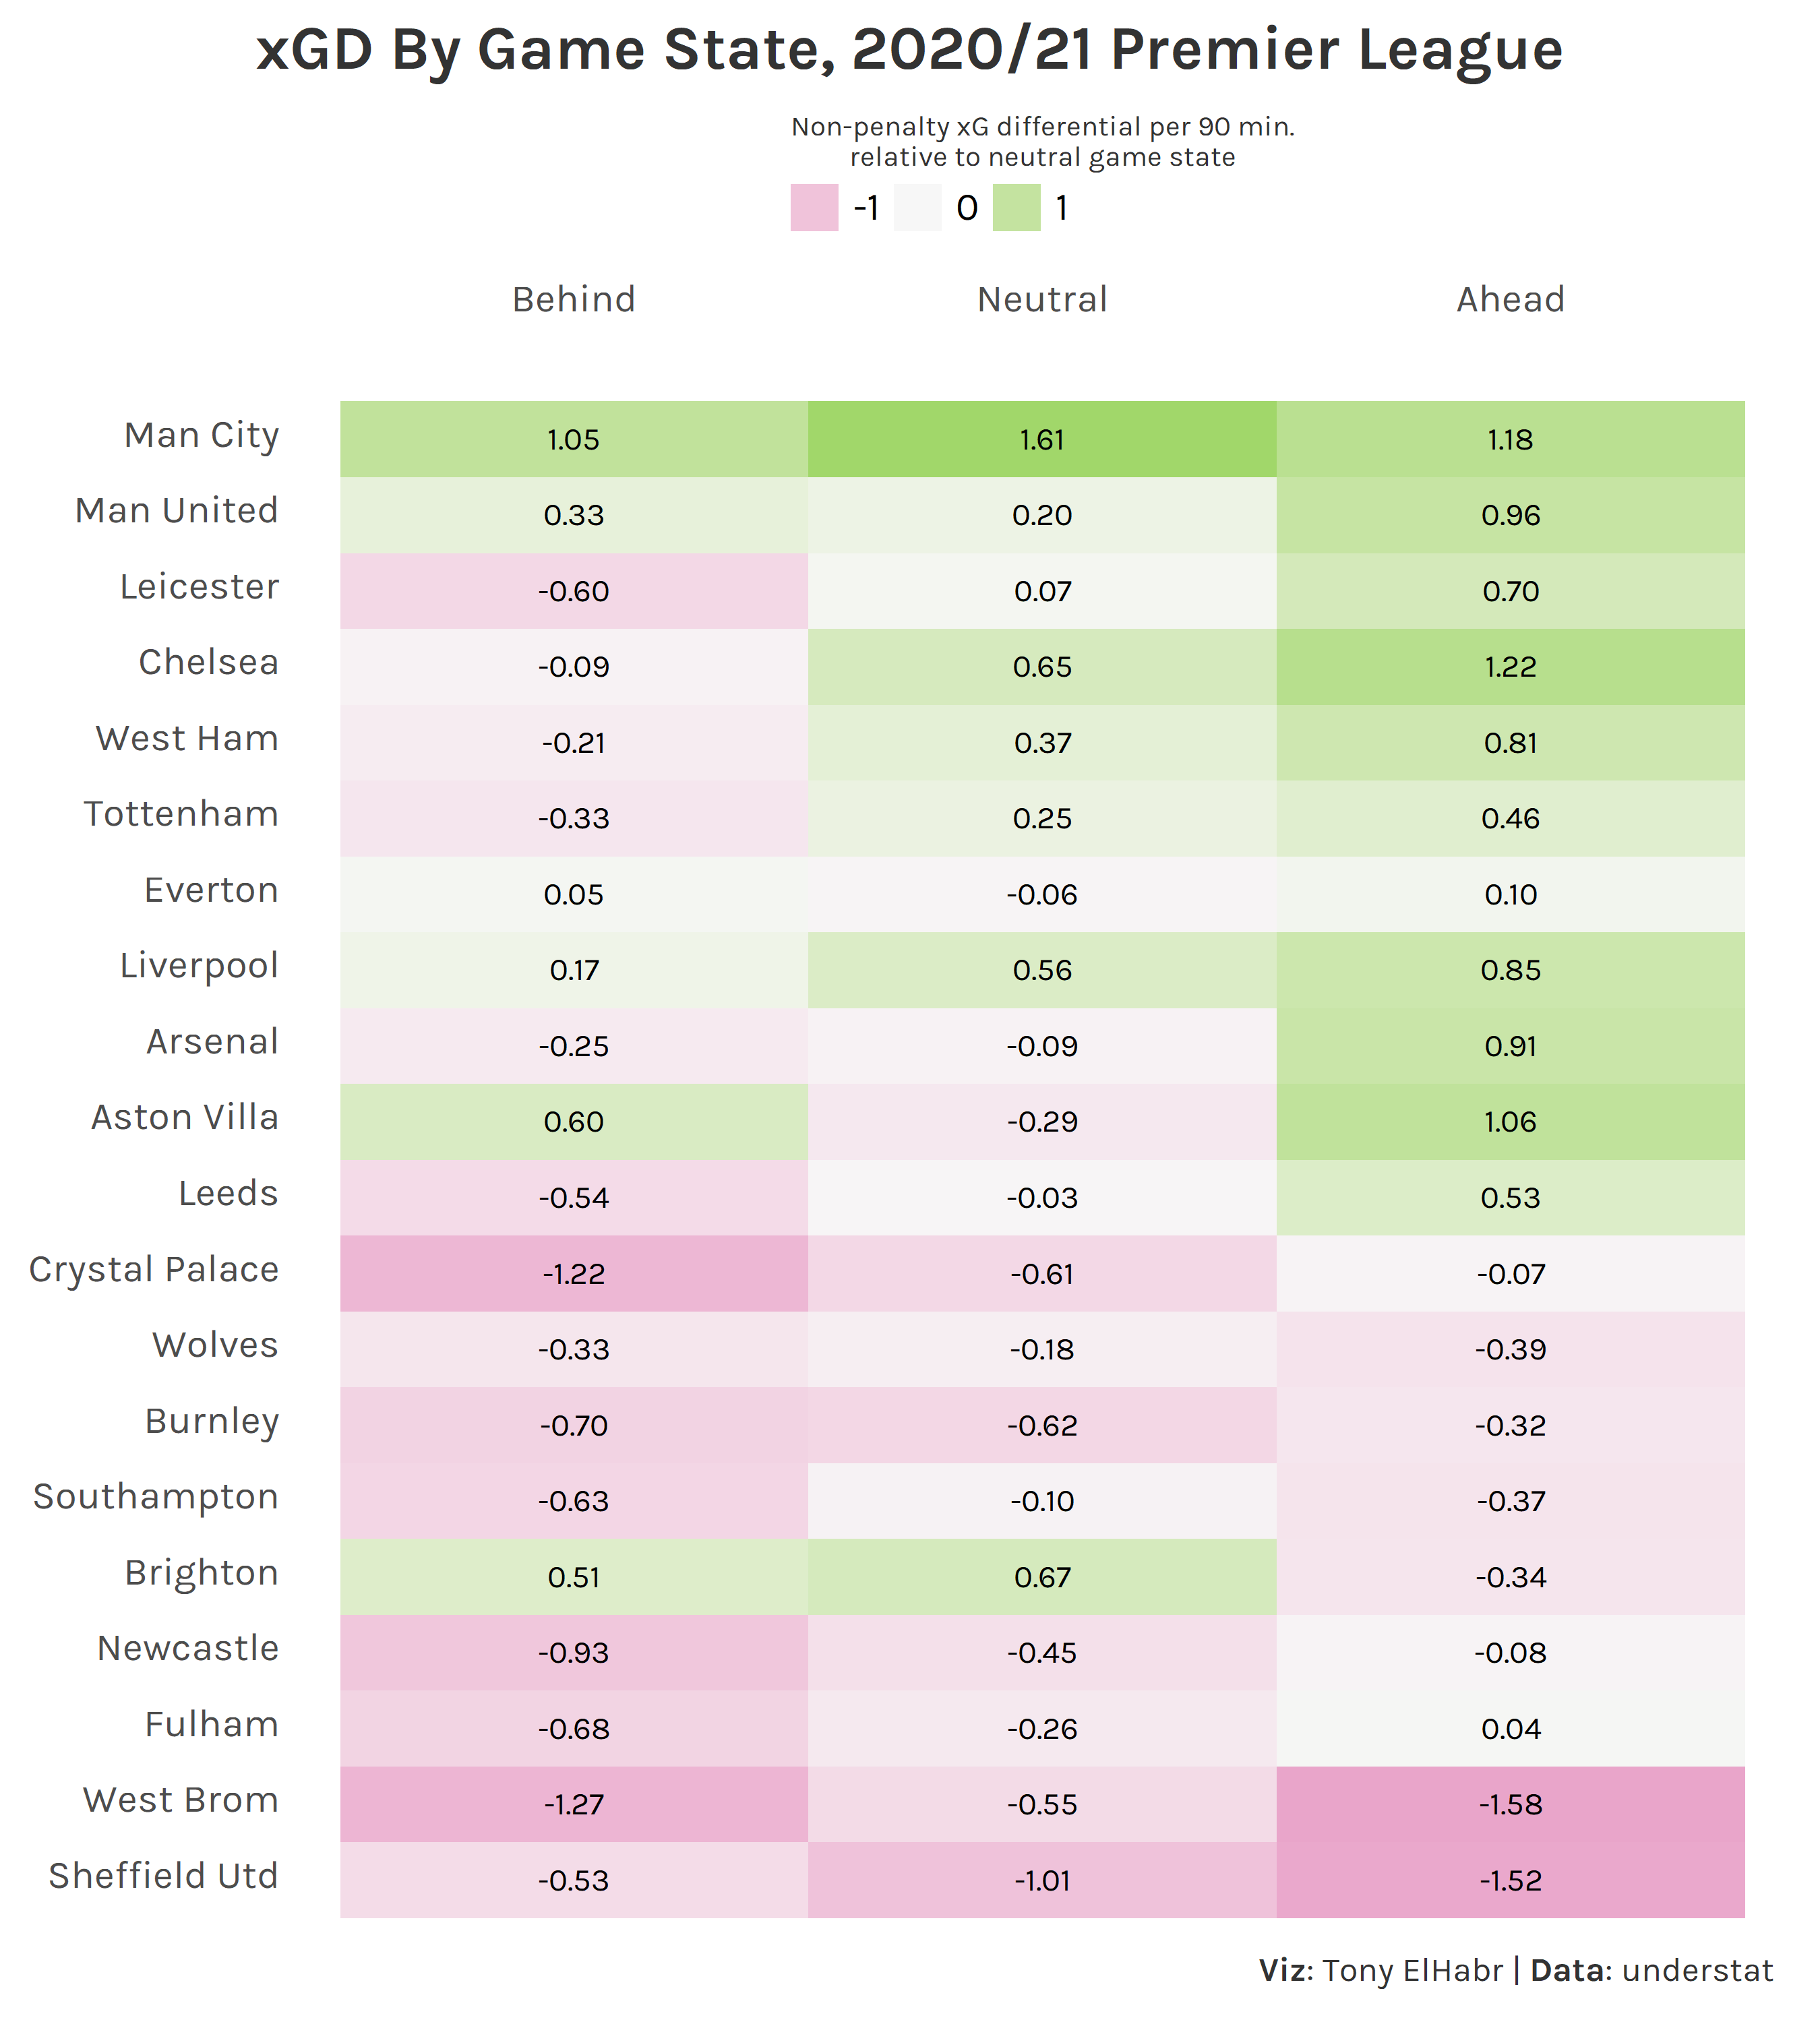 xGD By Game State, 2020/21 Premier League
Non-penalty xG differential per 90 min.
relative to neutral game state
-1 0 1
Behind Neutral Ahead
Man City 1.05 1.61 1.18
Man United 0.33 0.20 0.96
Leicester -0.60 0.07 0.70
Chelsea -0.09 0.65 1.22
West Ham -0.21 0.37 0.81
Tottenham -0.33 0.25 0.46
Everton 0.05 -0.06 0.10
Liverpool 0.17 0.56 0.85
Arsenal -0.25 -0.09 0.91
Aston Villa 0.60 -0.29 1.06
Leeds -0.54 -0.03 0.53
Crystal Palace -1.22 -0.61 -0.07
Wolves -0.33 -0.18 -0.39
Burnley -0.70 -0.62 -0.32
Southampton -0.63 -0.10 -0.37
Brighton 0.51 0.67 -0.34
Newcastle -0.93 -0.45 -0.08
Fulham -0.68 -0.26 0.04
West Brom -1.27 -0.55 -1.58
Sheffield Utd -0.53 -1.01 -1.52
Viz: Tony ElHabr | Data: understat